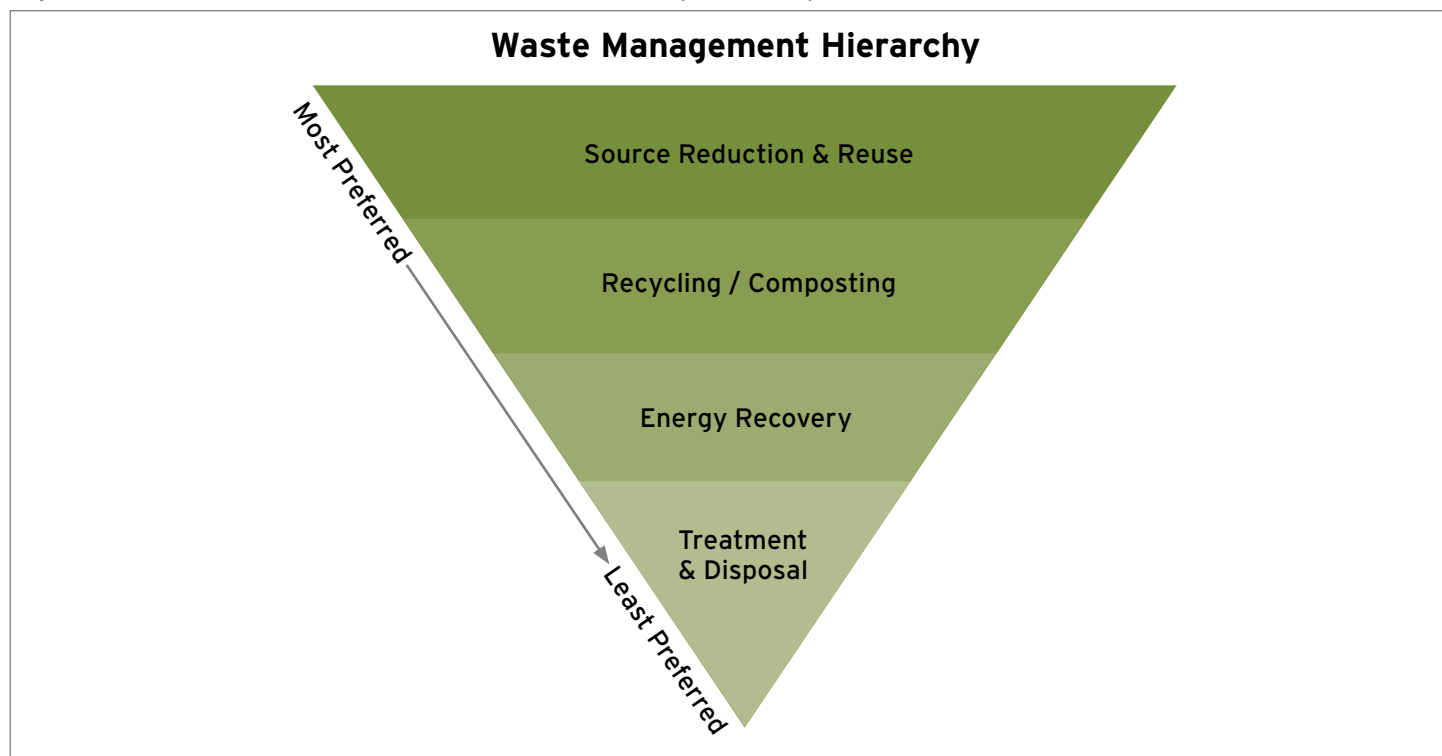 Waste Management Hierarchy
Most Preferred
Source Reduction & Reuse
Recycling / Composting
Energy Recovery
Treatment
& Disposal
Least Preferred